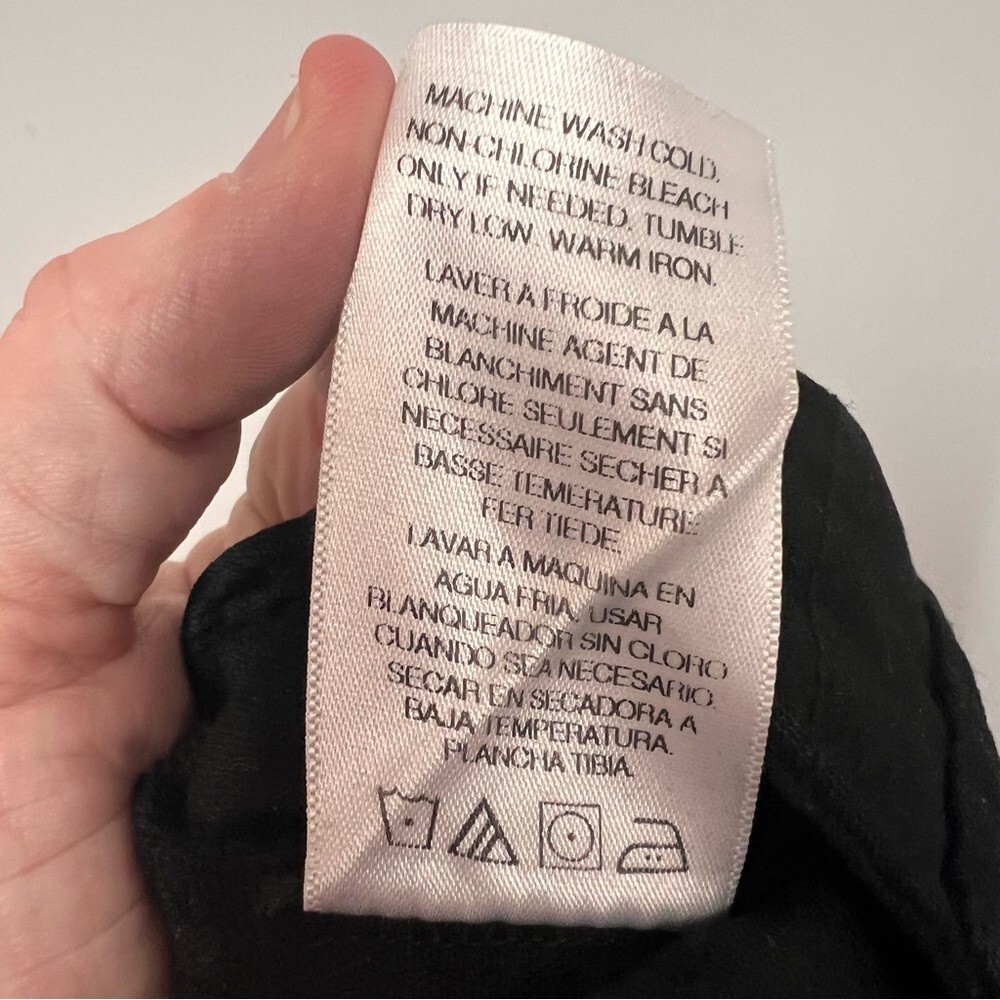 MACHINE WASH COLD.
NON-CHLORINE BLEACH
ONLY IF NEEDED. TUMBLE
DRY LOW. WARM IRON.
LAVER A FROIDE A LA
MACHINE AGENT DE
BLANCHIMENT SANS
CHLORE SEULEMENT SI
NECESSAIRE SECHER A
BASSE TEMERATURE
FER TIEDE.
LAVAR A MAQUINA EN
AGUA FRIA. USAR
BLANQUEADOR SIN CLORO
CUANDO SEA NECESARIO.
SECAR EN SECADORA A
BAJA TEMPERATURA.
PLANCHA TIBIA.